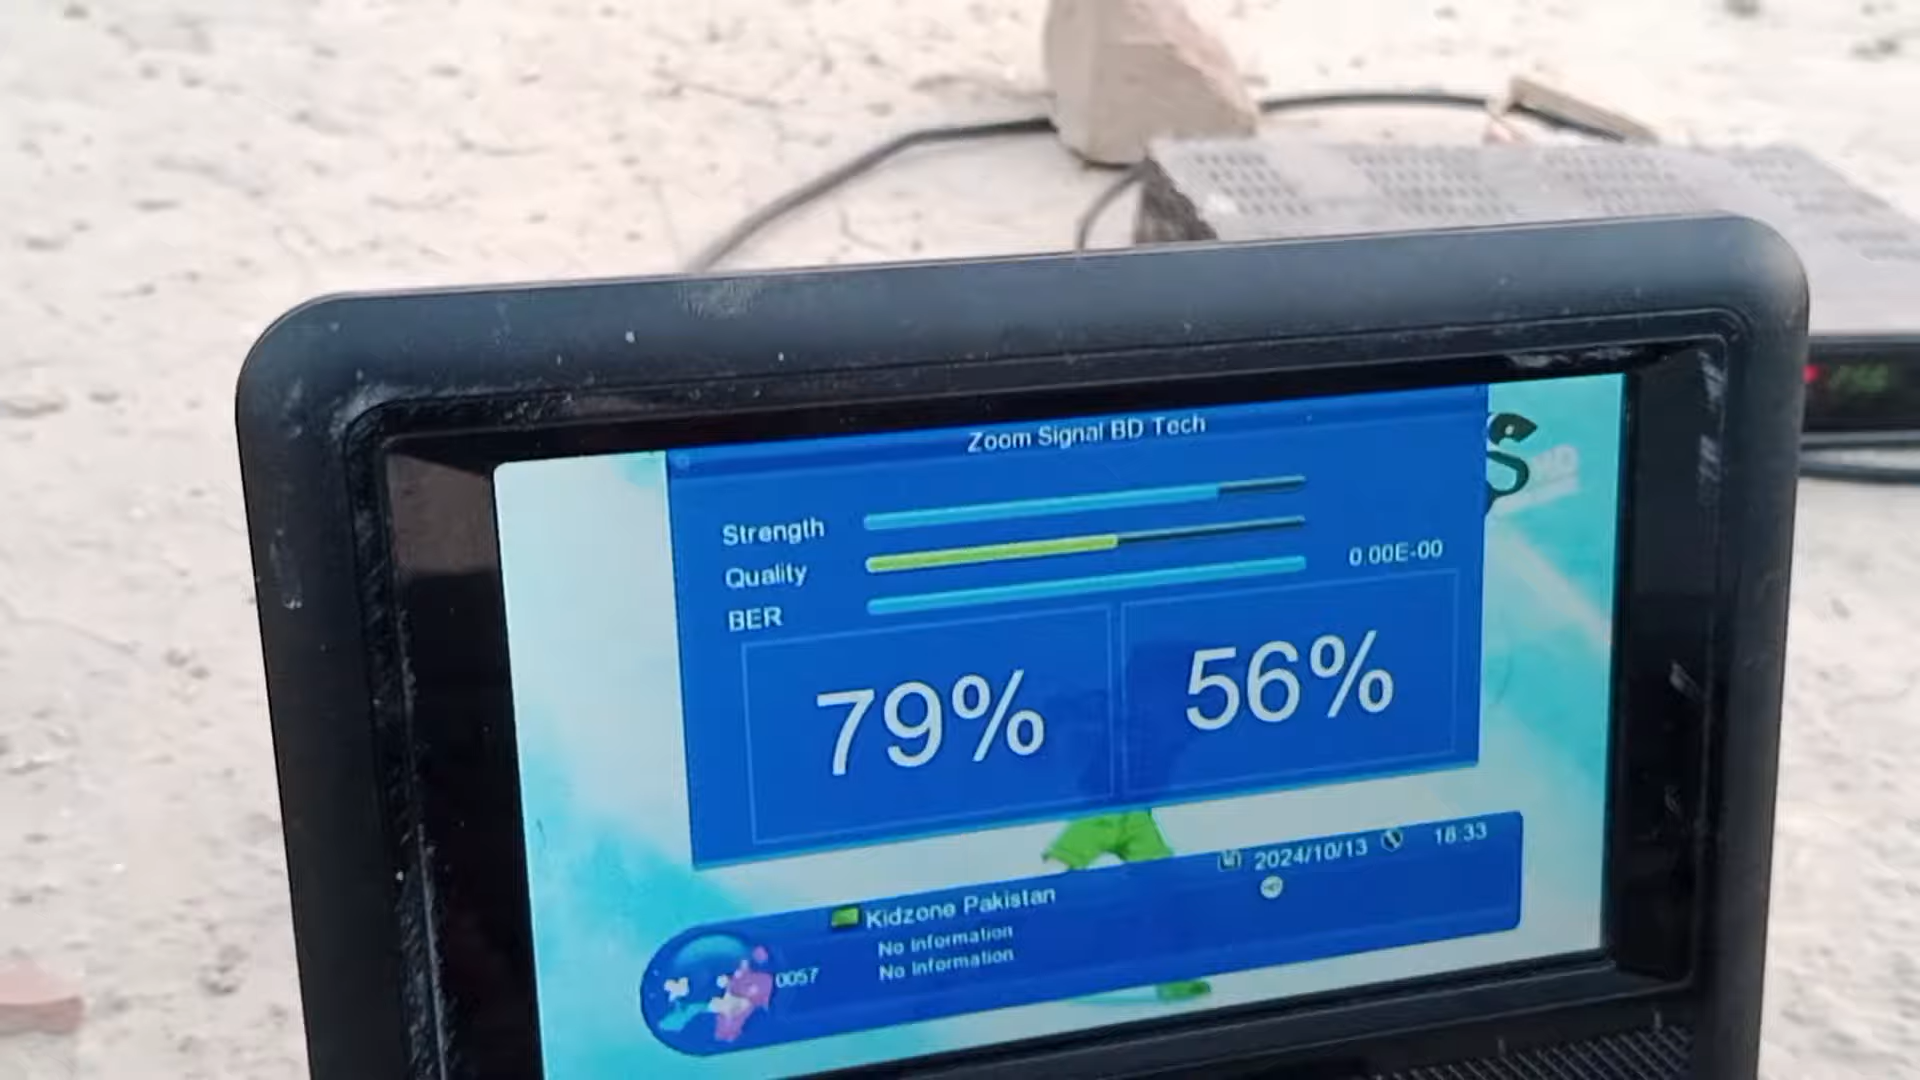 Zoom Signal BD Tech
Strength
Quality
BER
0.00E-00
79%
56%
2024/10/13
18:33
Kidzone Pakistan
0057
No Information
No Information
S
HD